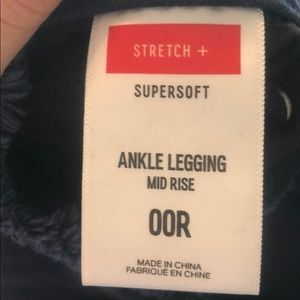 STRETCH +
SUPERSOFT
ANKLE LEGGING
MID RISE
00R
MADE IN CHINA
FABRIQUÉ EN CHINE